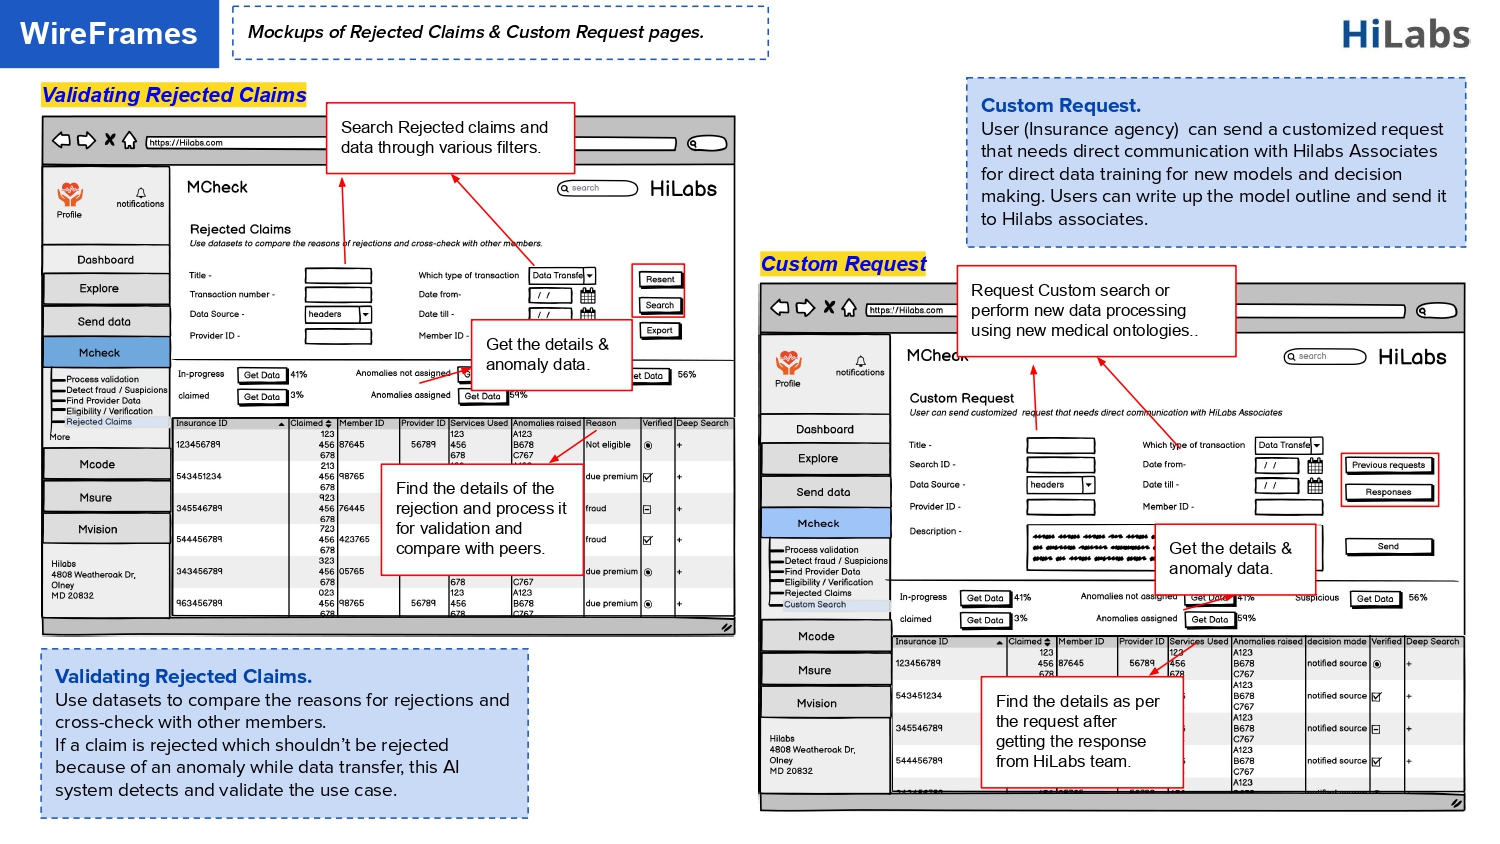 WireFrames
Mockups of Rejected Claims & Custom Request pages.
HiLabs
Validating Rejected Claims
https://Hilabs.com
Search Rejected claims and
data through various filters.
Profile
notifications
MCheck
search
HiLabs
Rejected Claims
Use datasets to compare the reasons of rejections and cross-check with other members.
Dashboard
Explore
Send data
Mcheck
Process validation
Detect fraud / Suspicions
Find Provider Data
Eligibility / Verification
Rejected Claims
More
Mcode
Msure
Mvision
Hilabs
4808 Weatheroak Dr,
Olney
MD 20832
Title -
Transaction number -
Data Source -
headers
Provider ID -
Which type of transaction
Data Transfe
Date from-
/ /
Date till -
/ /
Member ID -
Resent
Search
Export
Get the details &
anomaly data.
In-progress
Get Data
41%
Anomalies not assigned
56%
claimed
Get Data
3%
Anomalies assigned
Get Data
59%
Insurance ID Claimed Member ID Provider ID Services Used Anomalies raised Reason Verified Deep Search
123456789 123 456 678 87645 56789 123 456 678 A123 B678 C767 Not eligible +
543451234 213 456 678 98765 due premium +
345546789 923 456 678 76445 fraud +
544456789 723 456 678 423765 fraud +
343456789 323 456 678 05765 678 C767 due premium +
963456789 023 456 678 98765 56789 123 456 678 A123 B678 C767 due premium +
Find the details of the
rejection and process it
for validation and
compare with peers.
Validating Rejected Claims.
Use datasets to compare the reasons for rejections and
cross-check with other members.
If a claim is rejected which shouldn't be rejected
because of an anomaly while data transfer, this AI
system detects and validate the use case.
Custom Request.
User (Insurance agency) can send a customized request
that needs direct communication with Hilabs Associates
for direct data training for new models and decision
making. Users can write up the model outline and send it
to Hilabs associates.
Custom Request
https://Hilabs.com
Request Custom search or
perform new data processing
using new medical ontologies..
Profile
notifications
MCheck
search
HiLabs
Custom Request
User can send customized request that needs direct communication with HiLabs Associates
Dashboard
Explore
Send data
Mcheck
Process validation
Detect fraud / Suspicions
Find Provider Data
Eligibility / Verification
Rejected Claims
Custom Search
Mcode
Msure
Mvision
Hilabs
4808 Weatheroak Dr,
Olney
MD 20832
Title -
Search ID -
Data Source -
headers
Provider ID -
Description -
Which type of transaction
Data Transfe
Date from-
/ /
Date till -
/ /
Member ID -
Previous requests
Responses
Send
Get the details &
anomaly data.
In-progress
Get Data
41%
Anomalies not assigned
Get Data
41%
Suspicious
Get Data
56%
claimed
Get Data
3%
Anomalies assigned
Get Data
59%
Insurance ID Claimed Member ID Provider ID Services Used Anomalies raised decision made Verified Deep Search
123456789 123 456 678 87645 56789 123 456 678 A123 B678 C767 notified source +
543451234 A123 B678 C767 notified source +
345546789 A123 B678 C767 notified source +
544456789 A123 B678 C767 notified source +
A123 B678
Find the details as per
the request after
getting the response
from HiLabs team.